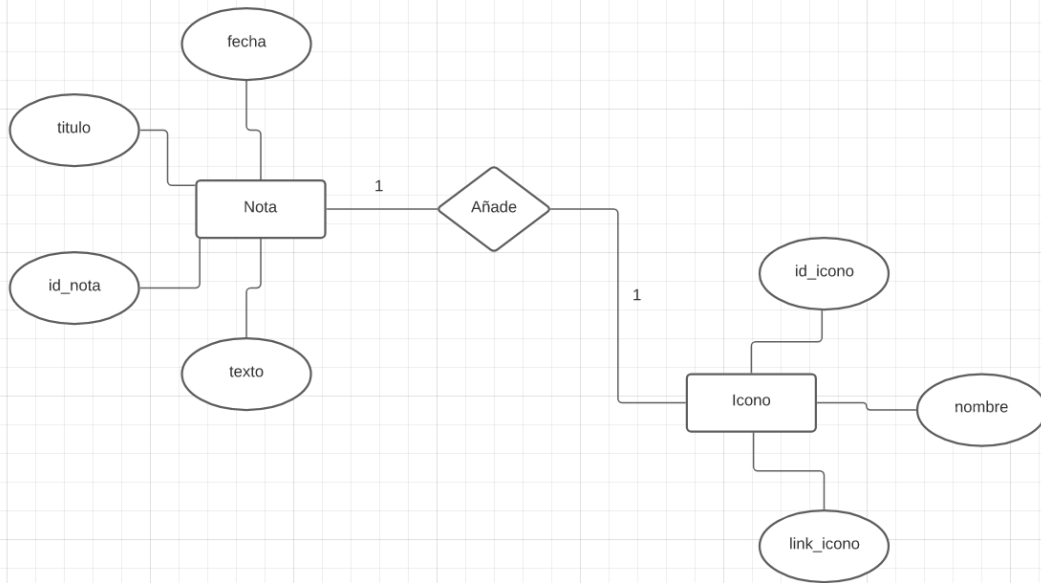 fecha
titulo
Nota
1
Añade
id_nota
texto
1
id_icono
Icono
nombre
link_icono